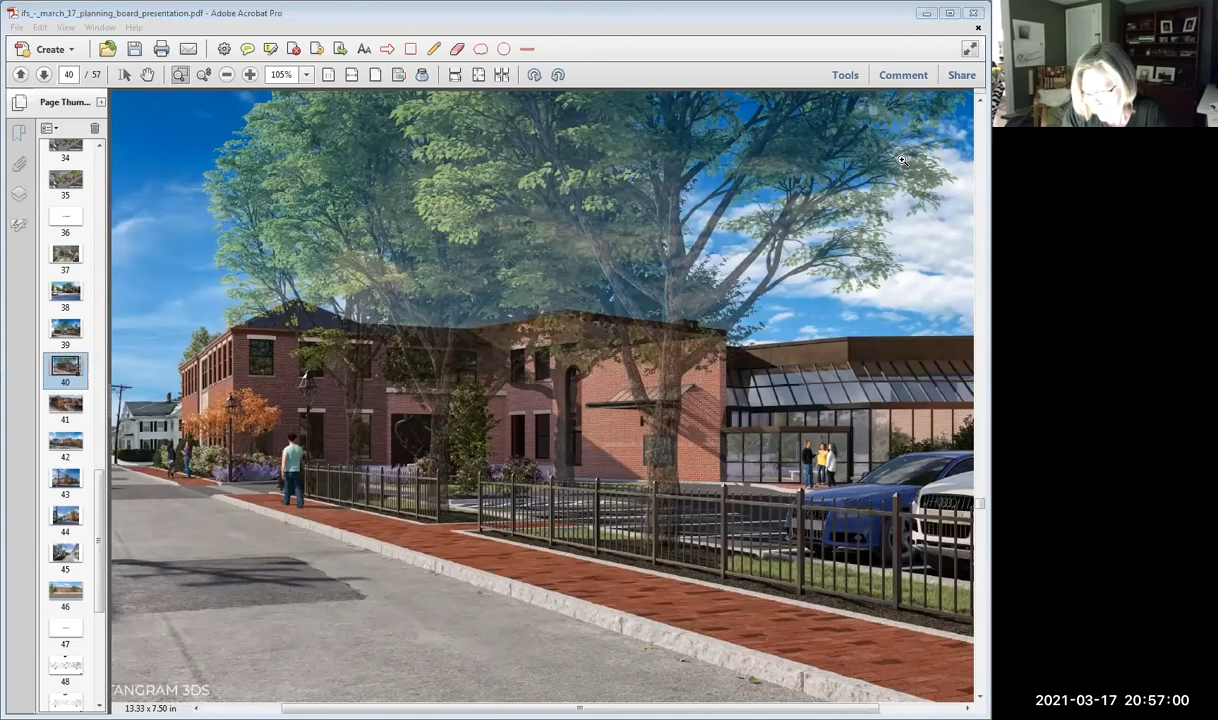 ifs_-_march_17_planning_board_presentation.pdf - Adobe Acrobat Pro
File Edit View Window Help
Create
40 / 57
105%
Tools Comment Share
Page Thum...
34
35
36
37
38
39
40
41
42
43
44
45
46
47
48
TANGRAM 3DS
13.33 x 7.50 in
2021-03-17 20:57:00